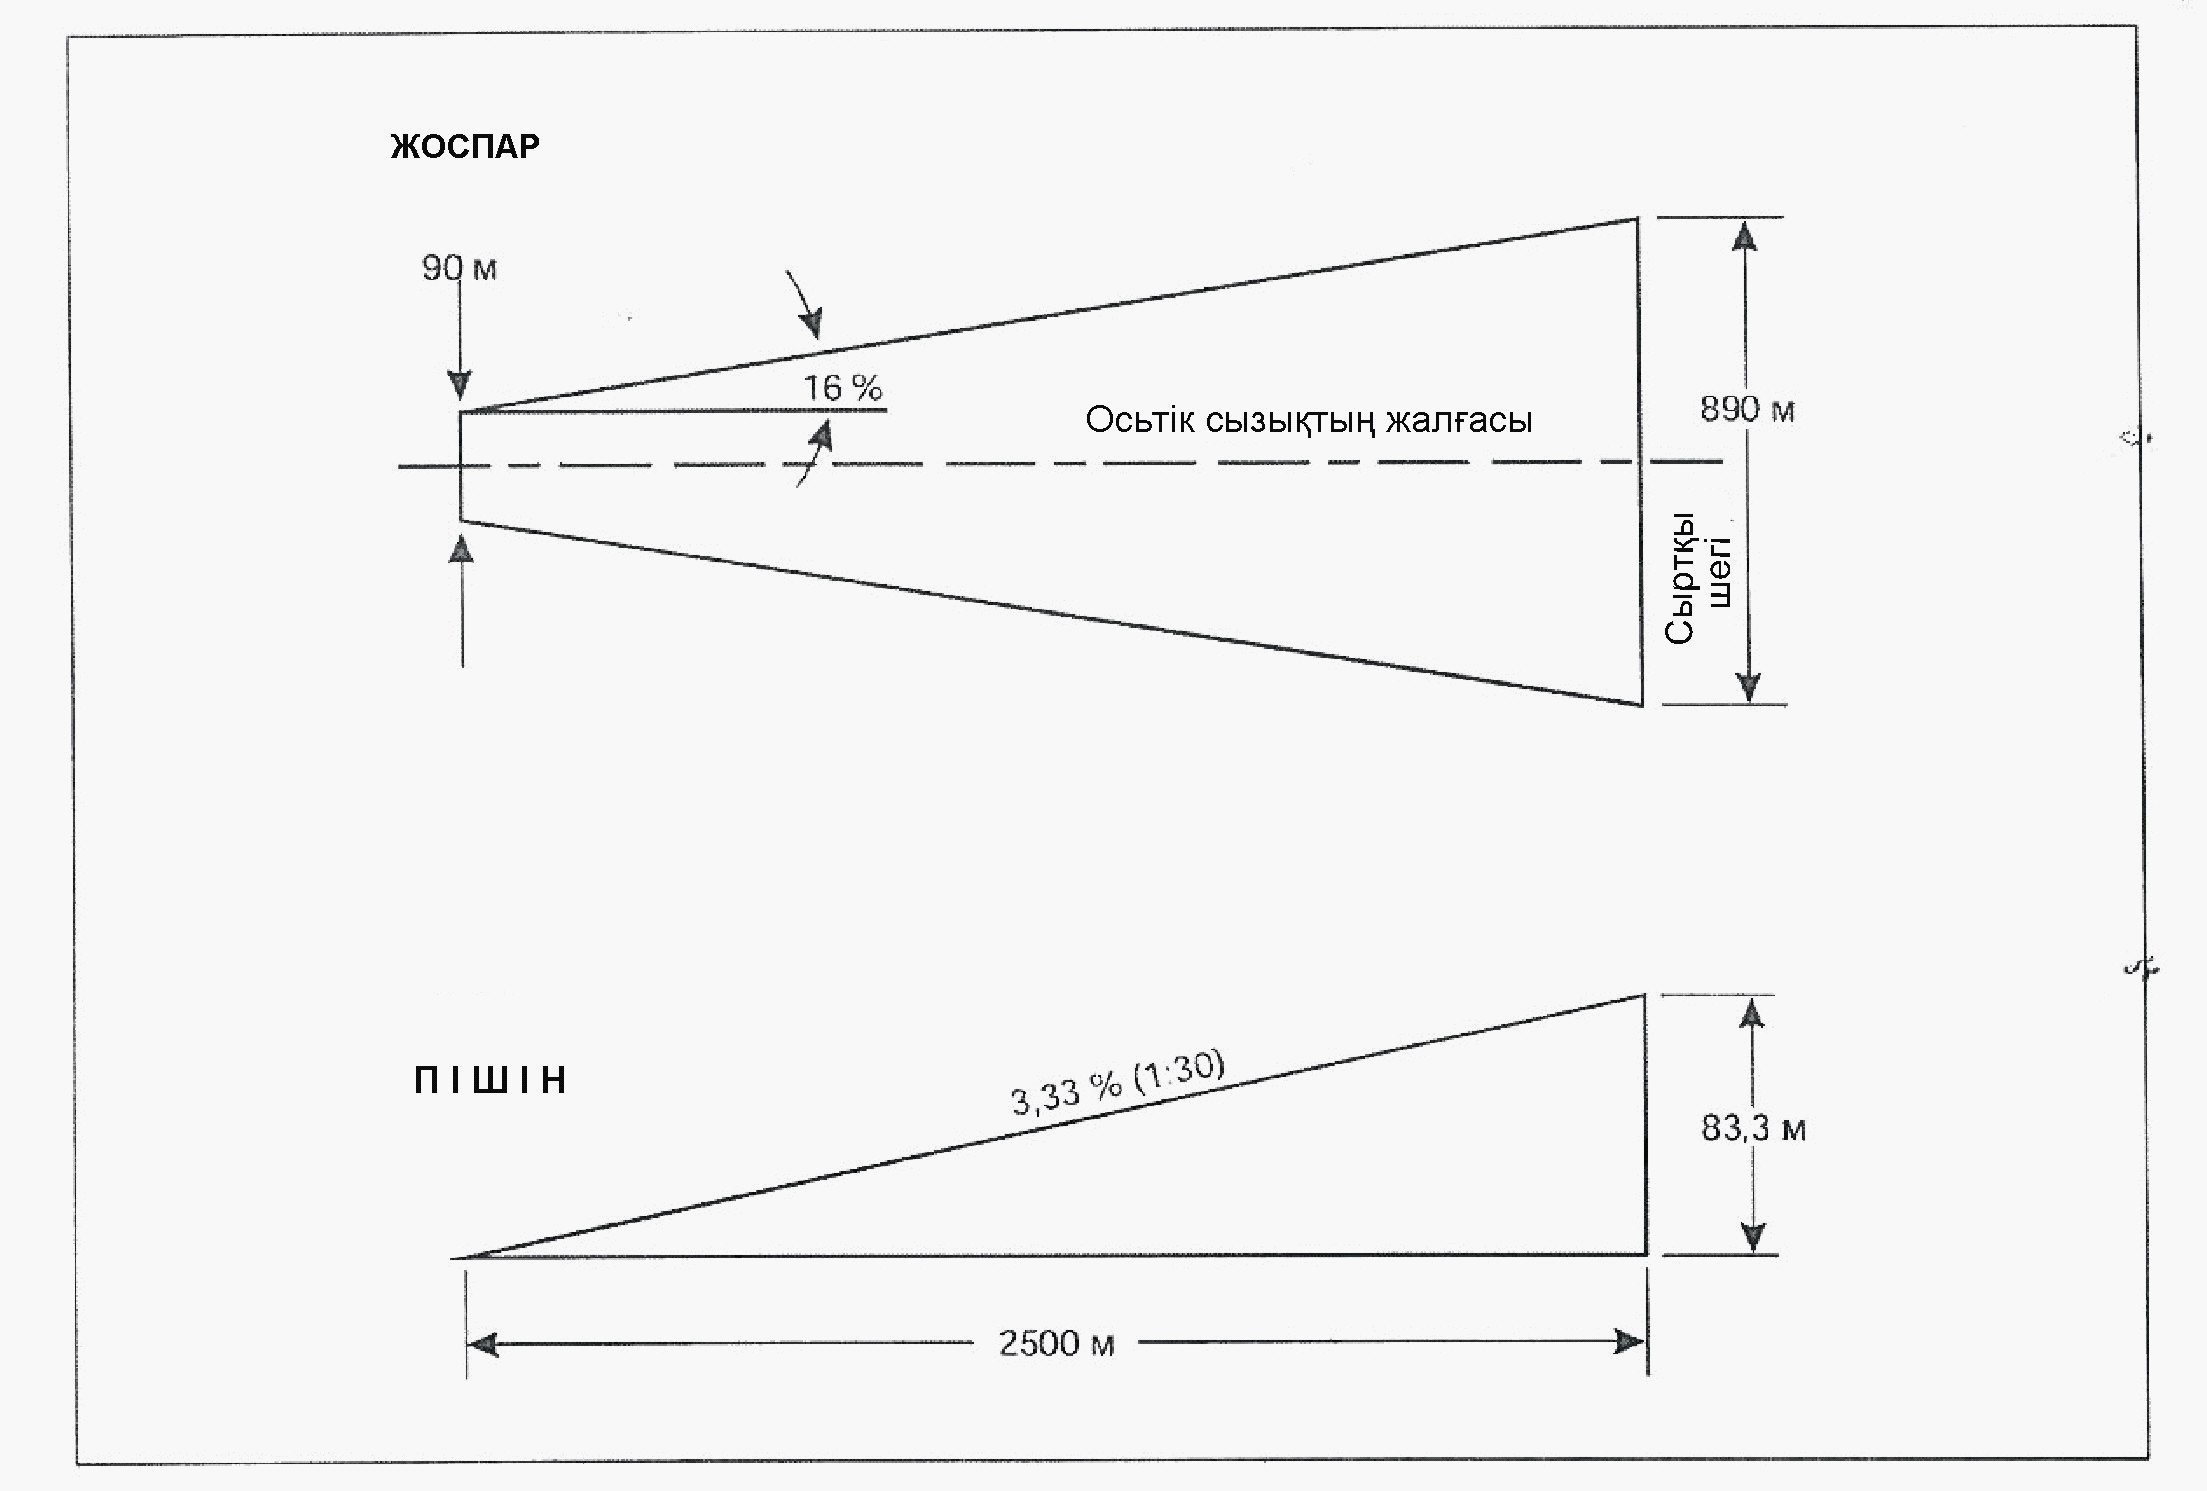 ЖОСПАР
90 м
16 %
Осьтік сызықтың жалғасы
890 м
Сыртқы
шегі
П І Ш І Н
3,33 % (1:30)
83,3 м
2500 м